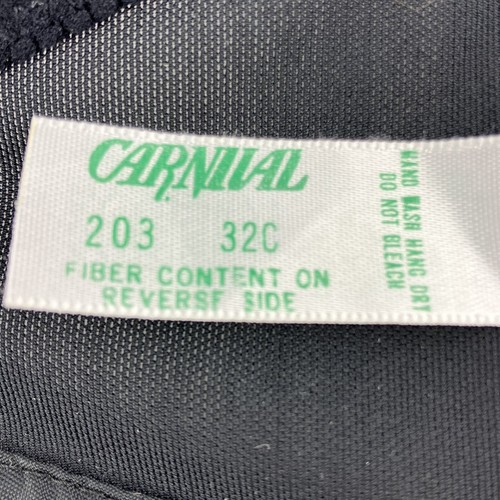 CARNIVAL
203 32C
FIBER CONTENT ON
REVERSE SIDE
HAND WASH HANG DRY
DO NOT BLEACH